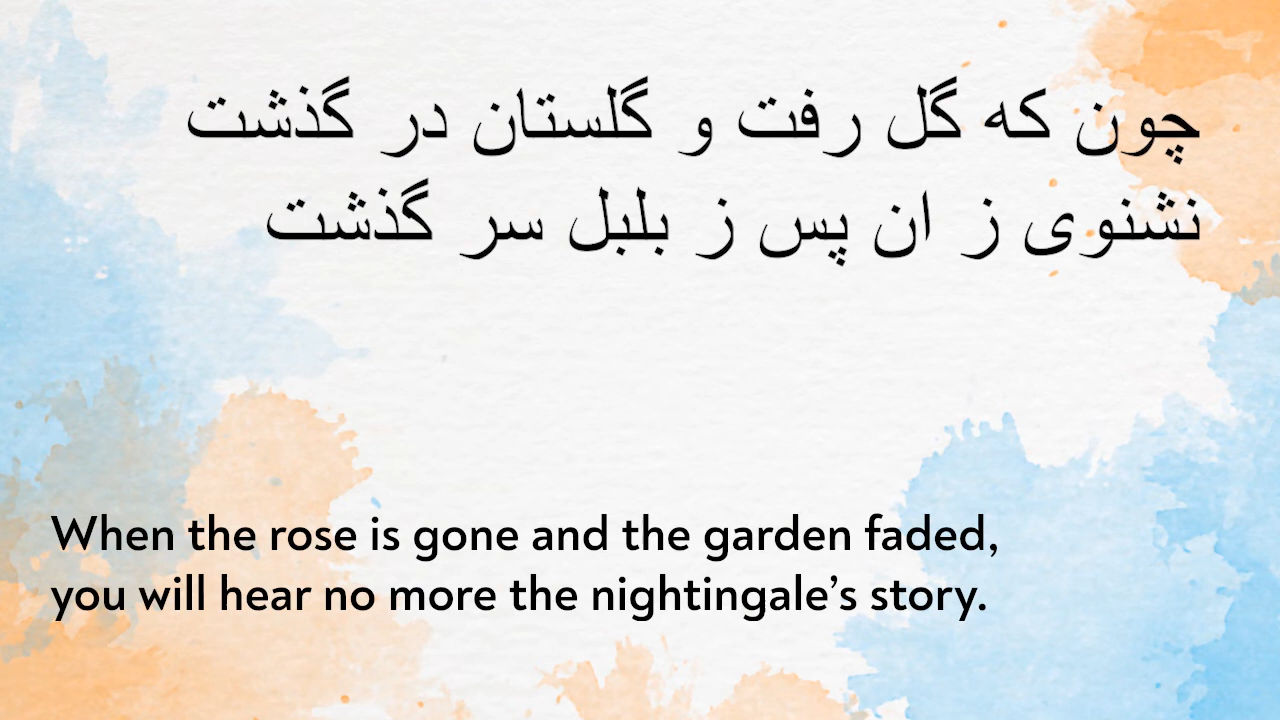 چون که گل رفت و گلستان در گذشت
نشنوی ز ان پس ز بلبل سر گذشت
When the rose is gone and the garden faded,
you will hear no more the nightingale’s story.